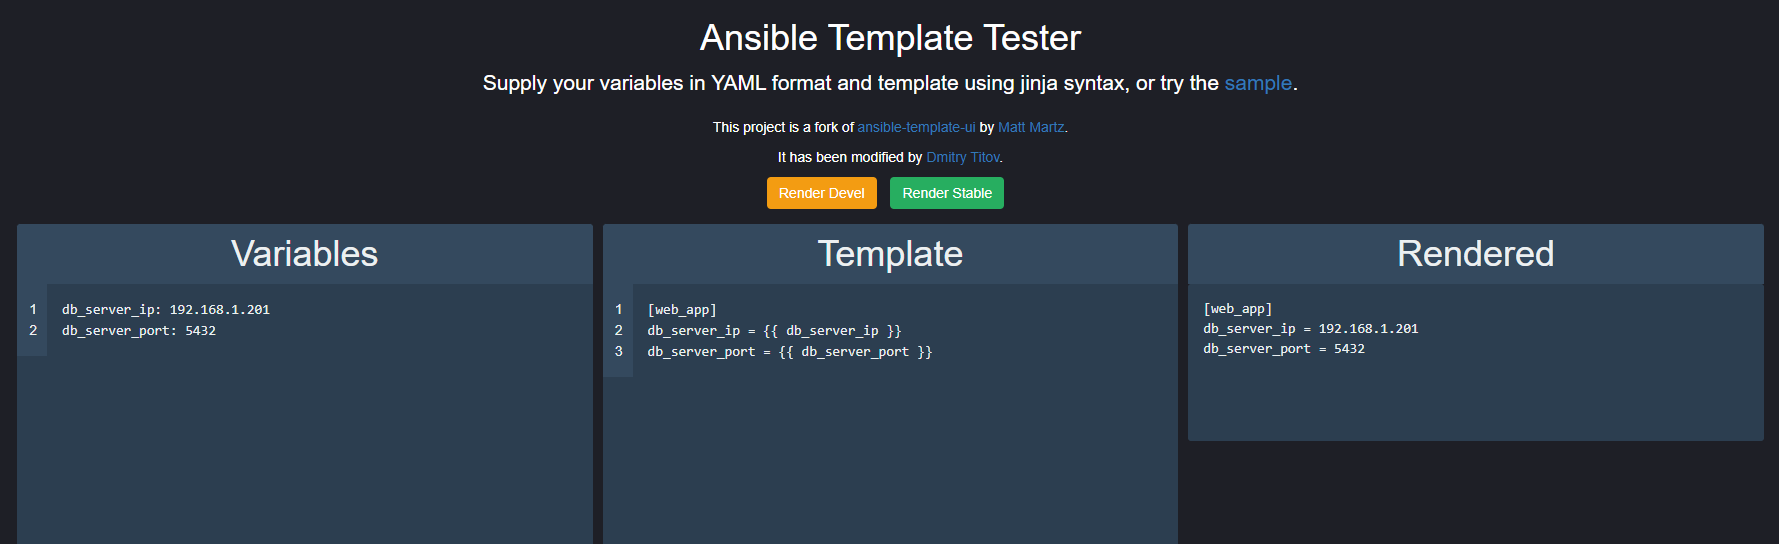 Ansible Template Tester
Supply your variables in YAML format and template using jinja syntax, or try the sample.
This project is a fork of ansible-template-ui by Matt Martz.
It has been modified by Dmitry Titov.
Render Devel
Render Stable
Variables
1 db_server_ip: 192.168.1.201
2 db_server_port: 5432
Template
1 [web_app]
2 db_server_ip = {{ db_server_ip }}
3 db_server_port = {{ db_server_port }}
Rendered
[web_app]
db_server_ip = 192.168.1.201
db_server_port = 5432